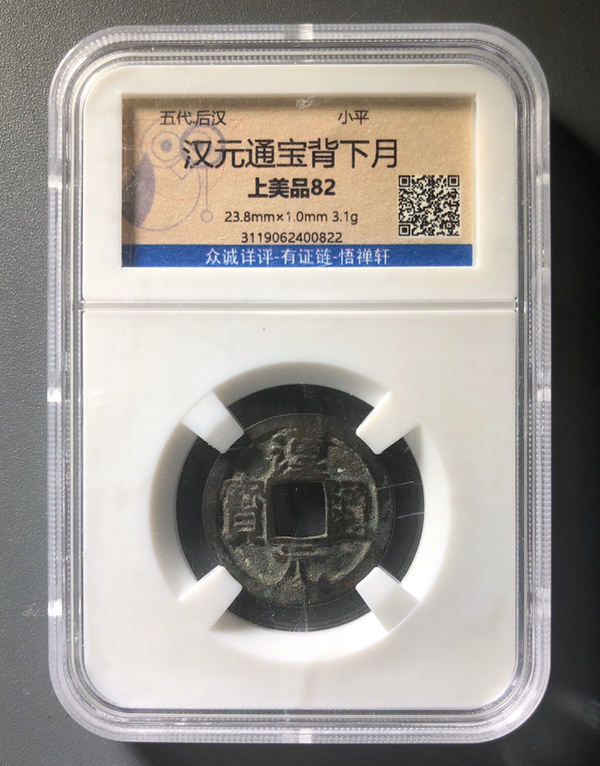 五代.后汉 小平
汉元通宝背下月
上美品82
23.8mm×1.0mm 3.1g
3119062400822
众诚详评-有证链-悟禅轩
漢
寶 通
元